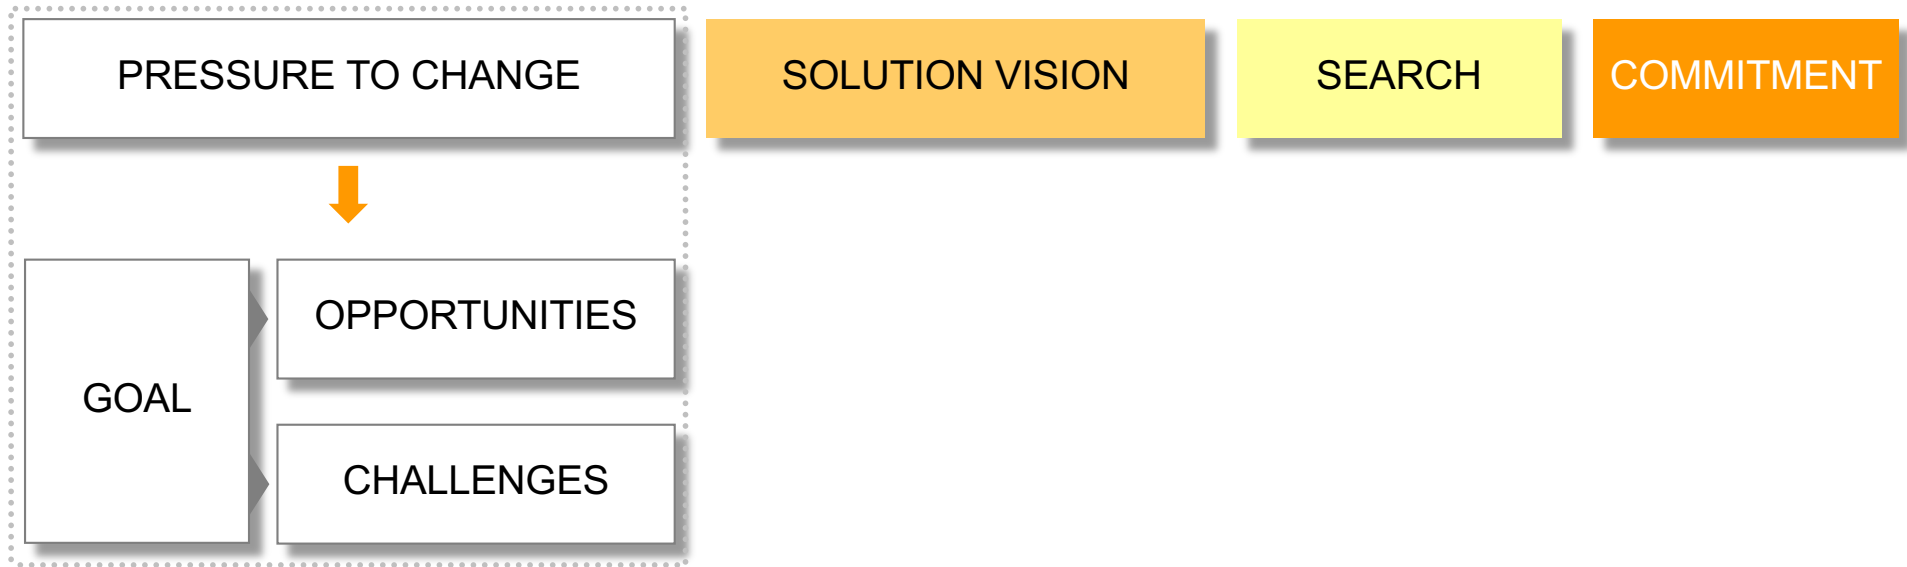 PRESSURE TO CHANGE
SOLUTION VISION
SEARCH
COMMITMENT
GOAL
OPPORTUNITIES
CHALLENGES